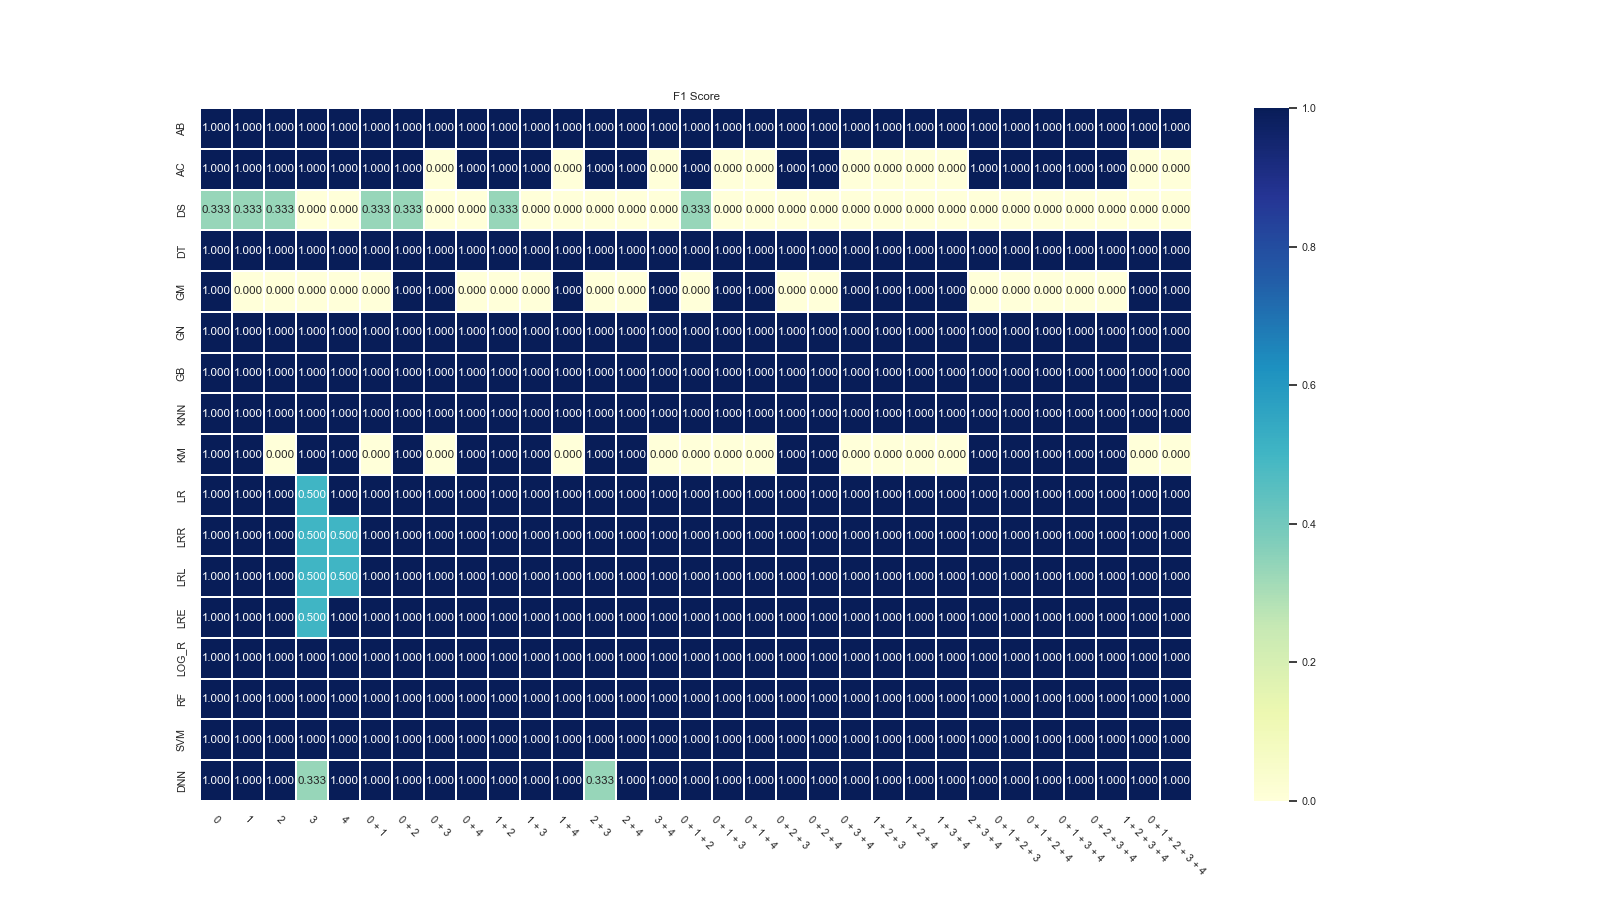 F1 Score
AB 1.000 1.000 1.000 1.000 1.000 1.000 1.000 1.000 1.000 1.000 1.000 1.000 1.000 1.000 1.000 1.000 1.000 1.000 1.000 1.000 1.000 1.000 1.000 1.000 1.000 1.000 1.000 1.000 1.000 1.000 1.000
AC 1.000 1.000 1.000 1.000 1.000 1.000 1.000 0.000 1.000 1.000 1.000 0.000 1.000 1.000 0.000 1.000 0.000 0.000 1.000 1.000 0.000 0.000 0.000 0.000 1.000 1.000 1.000 1.000 1.000 0.000 0.000
DS 0.333 0.333 0.333 0.000 0.000 0.333 0.333 0.000 0.000 0.333 0.000 0.000 0.000 0.000 0.000 0.333 0.000 0.000 0.000 0.000 0.000 0.000 0.000 0.000 0.000 0.000 0.000 0.000 0.000 0.000 0.000
DT 1.000 1.000 1.000 1.000 1.000 1.000 1.000 1.000 1.000 1.000 1.000 1.000 1.000 1.000 1.000 1.000 1.000 1.000 1.000 1.000 1.000 1.000 1.000 1.000 1.000 1.000 1.000 1.000 1.000 1.000 1.000
GM 1.000 0.000 0.000 0.000 0.000 0.000 1.000 1.000 0.000 0.000 0.000 1.000 0.000 0.000 1.000 0.000 1.000 1.000 0.000 0.000 1.000 1.000 1.000 1.000 0.000 0.000 0.000 0.000 0.000 1.000 1.000
GN 1.000 1.000 1.000 1.000 1.000 1.000 1.000 1.000 1.000 1.000 1.000 1.000 1.000 1.000 1.000 1.000 1.000 1.000 1.000 1.000 1.000 1.000 1.000 1.000 1.000 1.000 1.000 1.000 1.000 1.000 1.000
GB 1.000 1.000 1.000 1.000 1.000 1.000 1.000 1.000 1.000 1.000 1.000 1.000 1.000 1.000 1.000 1.000 1.000 1.000 1.000 1.000 1.000 1.000 1.000 1.000 1.000 1.000 1.000 1.000 1.000 1.000 1.000
KNN 1.000 1.000 1.000 1.000 1.000 1.000 1.000 1.000 1.000 1.000 1.000 1.000 1.000 1.000 1.000 1.000 1.000 1.000 1.000 1.000 1.000 1.000 1.000 1.000 1.000 1.000 1.000 1.000 1.000 1.000 1.000
KM 1.000 1.000 0.000 1.000 1.000 0.000 1.000 0.000 1.000 1.000 1.000 0.000 1.000 1.000 0.000 0.000 0.000 0.000 1.000 1.000 0.000 0.000 0.000 0.000 1.000 1.000 1.000 1.000 1.000 0.000 0.000
LR 1.000 1.000 1.000 0.500 1.000 1.000 1.000 1.000 1.000 1.000 1.000 1.000 1.000 1.000 1.000 1.000 1.000 1.000 1.000 1.000 1.000 1.000 1.000 1.000 1.000 1.000 1.000 1.000 1.000 1.000 1.000
LRR 1.000 1.000 1.000 0.500 0.500 1.000 1.000 1.000 1.000 1.000 1.000 1.000 1.000 1.000 1.000 1.000 1.000 1.000 1.000 1.000 1.000 1.000 1.000 1.000 1.000 1.000 1.000 1.000 1.000 1.000 1.000
LRL 1.000 1.000 1.000 0.500 0.500 1.000 1.000 1.000 1.000 1.000 1.000 1.000 1.000 1.000 1.000 1.000 1.000 1.000 1.000 1.000 1.000 1.000 1.000 1.000 1.000 1.000 1.000 1.000 1.000 1.000 1.000
LRE 1.000 1.000 1.000 0.500 1.000 1.000 1.000 1.000 1.000 1.000 1.000 1.000 1.000 1.000 1.000 1.000 1.000 1.000 1.000 1.000 1.000 1.000 1.000 1.000 1.000 1.000 1.000 1.000 1.000 1.000 1.000
LOG_R 1.000 1.000 1.000 1.000 1.000 1.000 1.000 1.000 1.000 1.000 1.000 1.000 1.000 1.000 1.000 1.000 1.000 1.000 1.000 1.000 1.000 1.000 1.000 1.000 1.000 1.000 1.000 1.000 1.000 1.000 1.000
RF 1.000 1.000 1.000 1.000 1.000 1.000 1.000 1.000 1.000 1.000 1.000 1.000 1.000 1.000 1.000 1.000 1.000 1.000 1.000 1.000 1.000 1.000 1.000 1.000 1.000 1.000 1.000 1.000 1.000 1.000 1.000
SVM 1.000 1.000 1.000 1.000 1.000 1.000 1.000 1.000 1.000 1.000 1.000 1.000 1.000 1.000 1.000 1.000 1.000 1.000 1.000 1.000 1.000 1.000 1.000 1.000 1.000 1.000 1.000 1.000 1.000 1.000 1.000
DNN 1.000 1.000 1.000 0.333 1.000 1.000 1.000 1.000 1.000 1.000 1.000 1.000 0.333 1.000 1.000 1.000 1.000 1.000 1.000 1.000 1.000 1.000 1.000 1.000 1.000 1.000 1.000 1.000 1.000 1.000 1.000
0
1
2
3
4
0 + 1
0 + 2
0 + 3
0 + 4
1 + 2
1 + 3
1 + 4
2 + 3
2 + 4
3 + 4
0 + 1 + 2
0 + 1 + 3
0 + 1 + 4
0 + 2 + 3
0 + 2 + 4
0 + 3 + 4
1 + 2 + 3
1 + 2 + 4
1 + 3 + 4
2 + 3 + 4
0 + 1 + 2 + 3
0 + 1 + 2 + 4
0 + 1 + 3 + 4
0 + 2 + 3 + 4
1 + 2 + 3 + 4
0 + 1 + 2 + 3 + 4
1.0
0.8
0.6
0.4
0.2
0.0